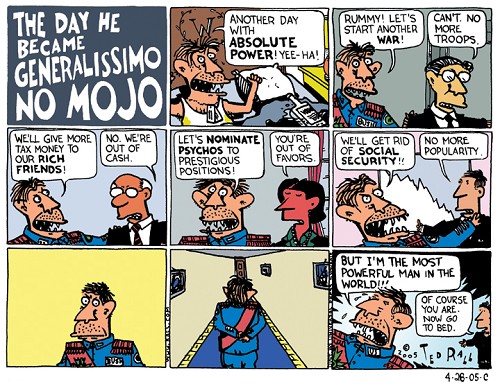 THE DAY HE
BECAME
GENERALISSIMO
NO MOJO
ANOTHER DAY
WITH
ABSOLUTE
POWER! YEE-HA!
RUMMY! LET'S
START ANOTHER
WAR!
CAN'T. NO
MORE
TROOPS.
WE'LL GIVE MORE
TAX MONEY TO
OUR RICH
FRIENDS!
NO. WE'RE
OUT OF
CASH.
LET'S NOMINATE
PSYCHOS TO
PRESTIGIOUS
POSITIONS!
YOU'RE
OUT OF
FAVORS.
WE'LL GET RID
OF SOCIAL
SECURITY!!
NO MORE
POPULARITY.
BUSH
BUT I'M THE MOST
POWERFUL MAN IN THE
WORLD!!!
OF COURSE
YOU ARE.
NOW GO
TO BED.
© 2005 TED RALL
4-28-05-C